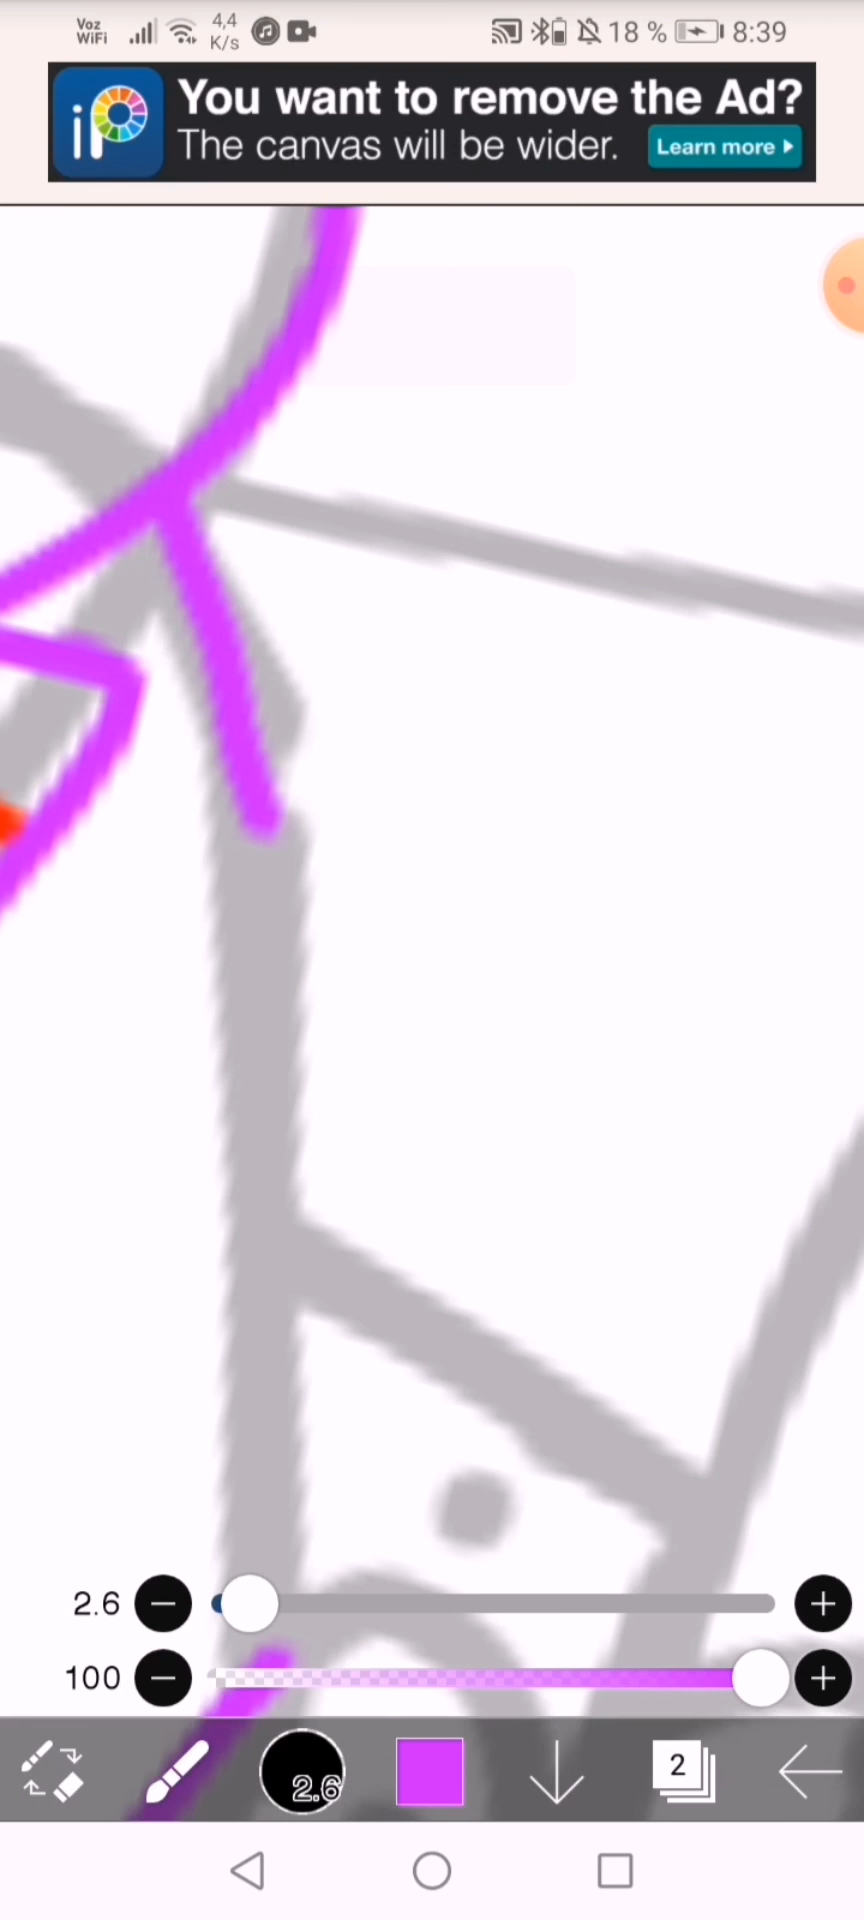 Voz
WiFi
4,4
K/s
18 %
8:39
iP
You want to remove the Ad?
The canvas will be wider.
Learn more
2.6
100
2.6
2